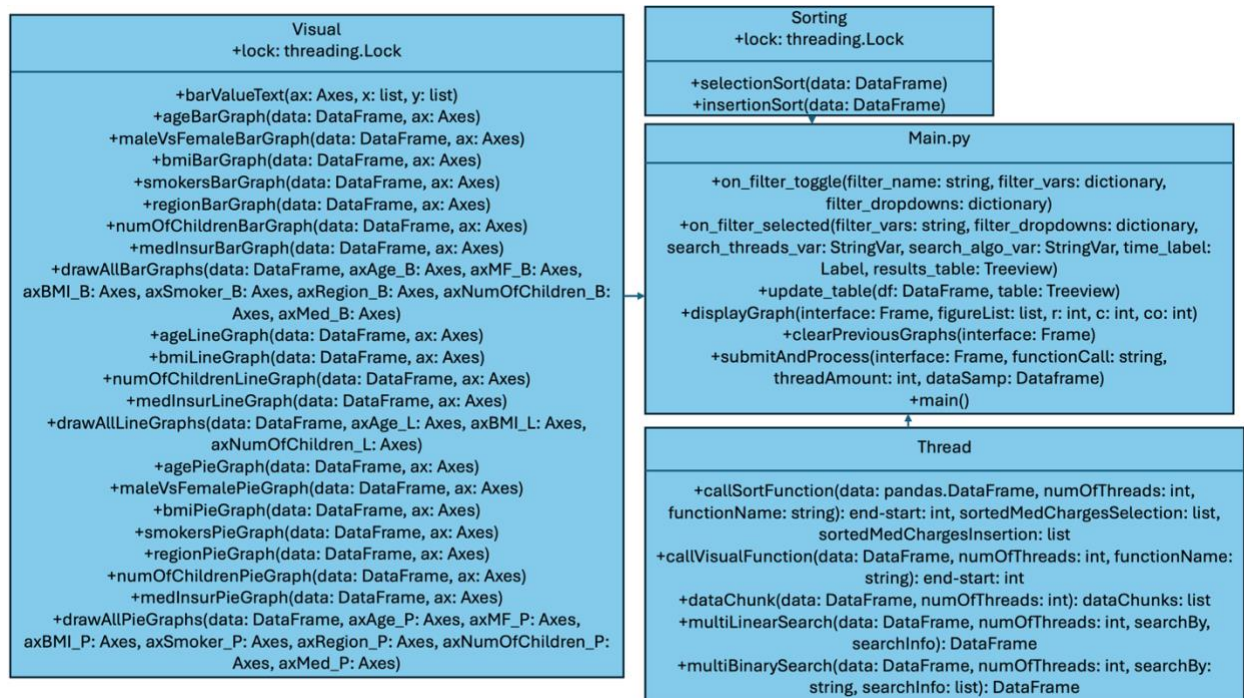 Visual
+lock: threading.Lock
+barValueText(ax: Axes, x: list, y: list)
+ageBarGraph(data: DataFrame, ax: Axes)
+maleVsFemaleBarGraph(data: DataFrame, ax: Axes)
+bmiBarGraph(data: DataFrame, ax: Axes)
+smokersBarGraph(data: DataFrame, ax: Axes)
+regionBarGraph(data: DataFrame, ax: Axes)
+numOfChildrenBarGraph(data: DataFrame, ax: Axes)
+medInsurBarGraph(data: DataFrame, ax: Axes)
+drawAllBarGraphs(data: DataFrame, axAge_B: Axes, axMF_B: Axes,
axBMI_B: Axes, axSmoker_B: Axes, axRegion_B: Axes, axNumOfChildren_B:
Axes, axMed_B: Axes)
+ageLineGraph(data: DataFrame, ax: Axes)
+bmiLineGraph(data: DataFrame, ax: Axes)
+numOfChildrenLineGraph(data: DataFrame, ax: Axes)
+medInsurLineGraph(data: DataFrame, ax: Axes)
+drawAllLineGraphs(data: DataFrame, axAge_L: Axes, axBMI_L: Axes,
axNumOfChildren_L: Axes)
+agePieGraph(data: DataFrame, ax: Axes)
+maleVsFemalePieGraph(data: DataFrame, ax: Axes)
+bmiPieGraph(data: DataFrame, ax: Axes)
+smokersPieGraph(data: DataFrame, ax: Axes)
+regionPieGraph(data: DataFrame, ax: Axes)
+numOfChildrenPieGraph(data: DataFrame, ax: Axes)
+medInsurPieGraph(data: DataFrame, ax: Axes)
+drawAllPieGraphs(data: DataFrame, axAge_P: Axes, axMF_P: Axes,
axBMI_P: Axes, axSmoker_P: Axes, axRegion_P: Axes, axNumOfChildren_P:
Axes, axMed_P: Axes)
Sorting
+lock: threading.Lock
+selectionSort(data: DataFrame)
+insertionSort(data: DataFrame)
Main.py
+on_filter_toggle(filter_name: string, filter_vars: dictionary,
filter_dropdowns: dictionary)
+on_filter_selected(filter_vars: string, filter_dropdowns: dictionary,
search_threads_var: StringVar, search_algo_var: StringVar, time_label:
Label, results_table: Treeview)
+update_table(df: DataFrame, table: Treeview)
+displayGraph(interface: Frame, figureList: list, r: int, c: int, co: int)
+clearPreviousGraphs(interface: Frame)
+submitAndProcess(interface: Frame, functionCall: string,
threadAmount: int, dataSamp: Dataframe)
+main()
Thread
+callSortFunction(data: pandas.DataFrame, numOfThreads: int,
functionName: string): end-start: int, sortedMedChargesSelection: list,
sortedMedChargesInsertion: list
+callVisualFunction(data: DataFrame, numOfThreads: int, functionName:
string): end-start: int
+dataChunk(data: DataFrame, numOfThreads: int): dataChunks: list
+multiLinearSearch(data: DataFrame, numOfThreads: int, searchBy,
searchInfo): DataFrame
+multiBinarySearch(data: DataFrame, numOfThreads: int, searchBy:
string, searchInfo: list): DataFrame